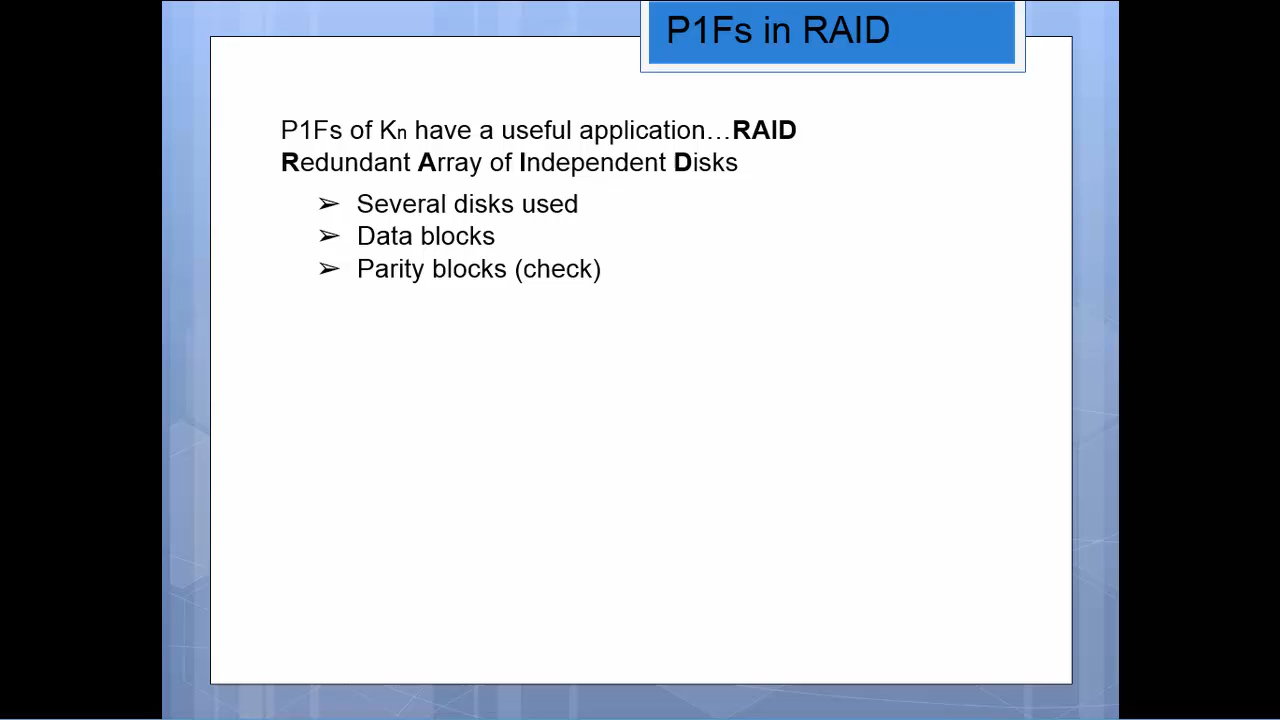 P1Fs in RAID
P1Fs of Kn have a useful application…RAID
Redundant Array of Independent Disks
➢ Several disks used
➢ Data blocks
➢ Parity blocks (check)